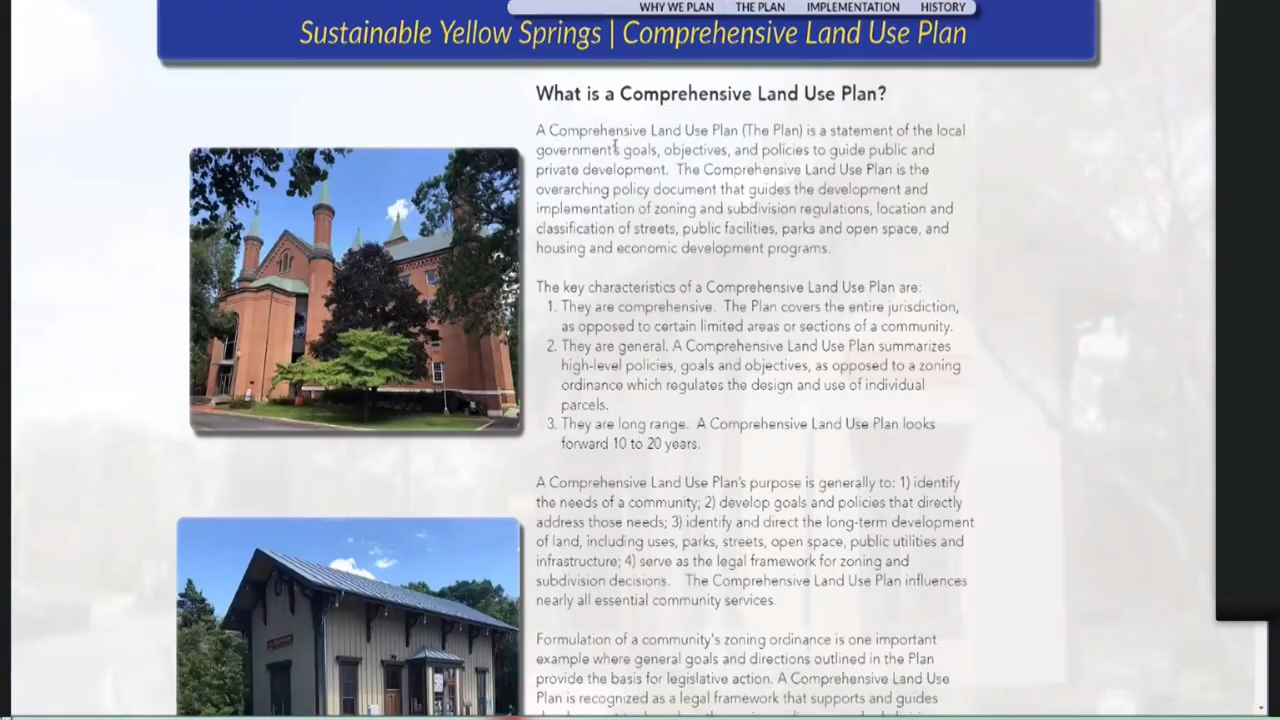 WHY WE PLAN THE PLAN IMPLEMENTATION HISTORY
Sustainable Yellow Springs | Comprehensive Land Use Plan
What is a Comprehensive Land Use Plan?
A Comprehensive Land Use Plan (The Plan) is a statement of the local
government's goals, objectives, and policies to guide public and
private development. The Comprehensive Land Use Plan is the
overarching policy document that guides the development and
implementation of zoning and subdivision regulations, location and
classification of streets, public facilities, parks and open space, and
housing and economic development programs.
The key characteristics of a Comprehensive Land Use Plan are:
1. They are comprehensive. The Plan covers the entire jurisdiction,
as opposed to certain limited areas or sections of a community.
2. They are general. A Comprehensive Land Use Plan summarizes
high-level policies, goals and objectives, as opposed to a zoning
ordinance which regulates the design and use of individual
parcels.
3. They are long range. A Comprehensive Land Use Plan looks
forward 10 to 20 years.
A Comprehensive Land Use Plan's purpose is generally to: 1) identify
the needs of a community; 2) develop goals and policies that directly
address those needs; 3) identify and direct the long-term development
of land, including uses, parks, streets, open space, public utilities and
infrastructure; 4) serve as the legal framework for zoning and
subdivision decisions. The Comprehensive Land Use Plan influences
nearly all essential community services.
Formulation of a community's zoning ordinance is one important
example where general goals and directions outlined in the Plan
provide the basis for legislative action. A Comprehensive Land Use
Plan is recognized as a legal framework that supports and guides